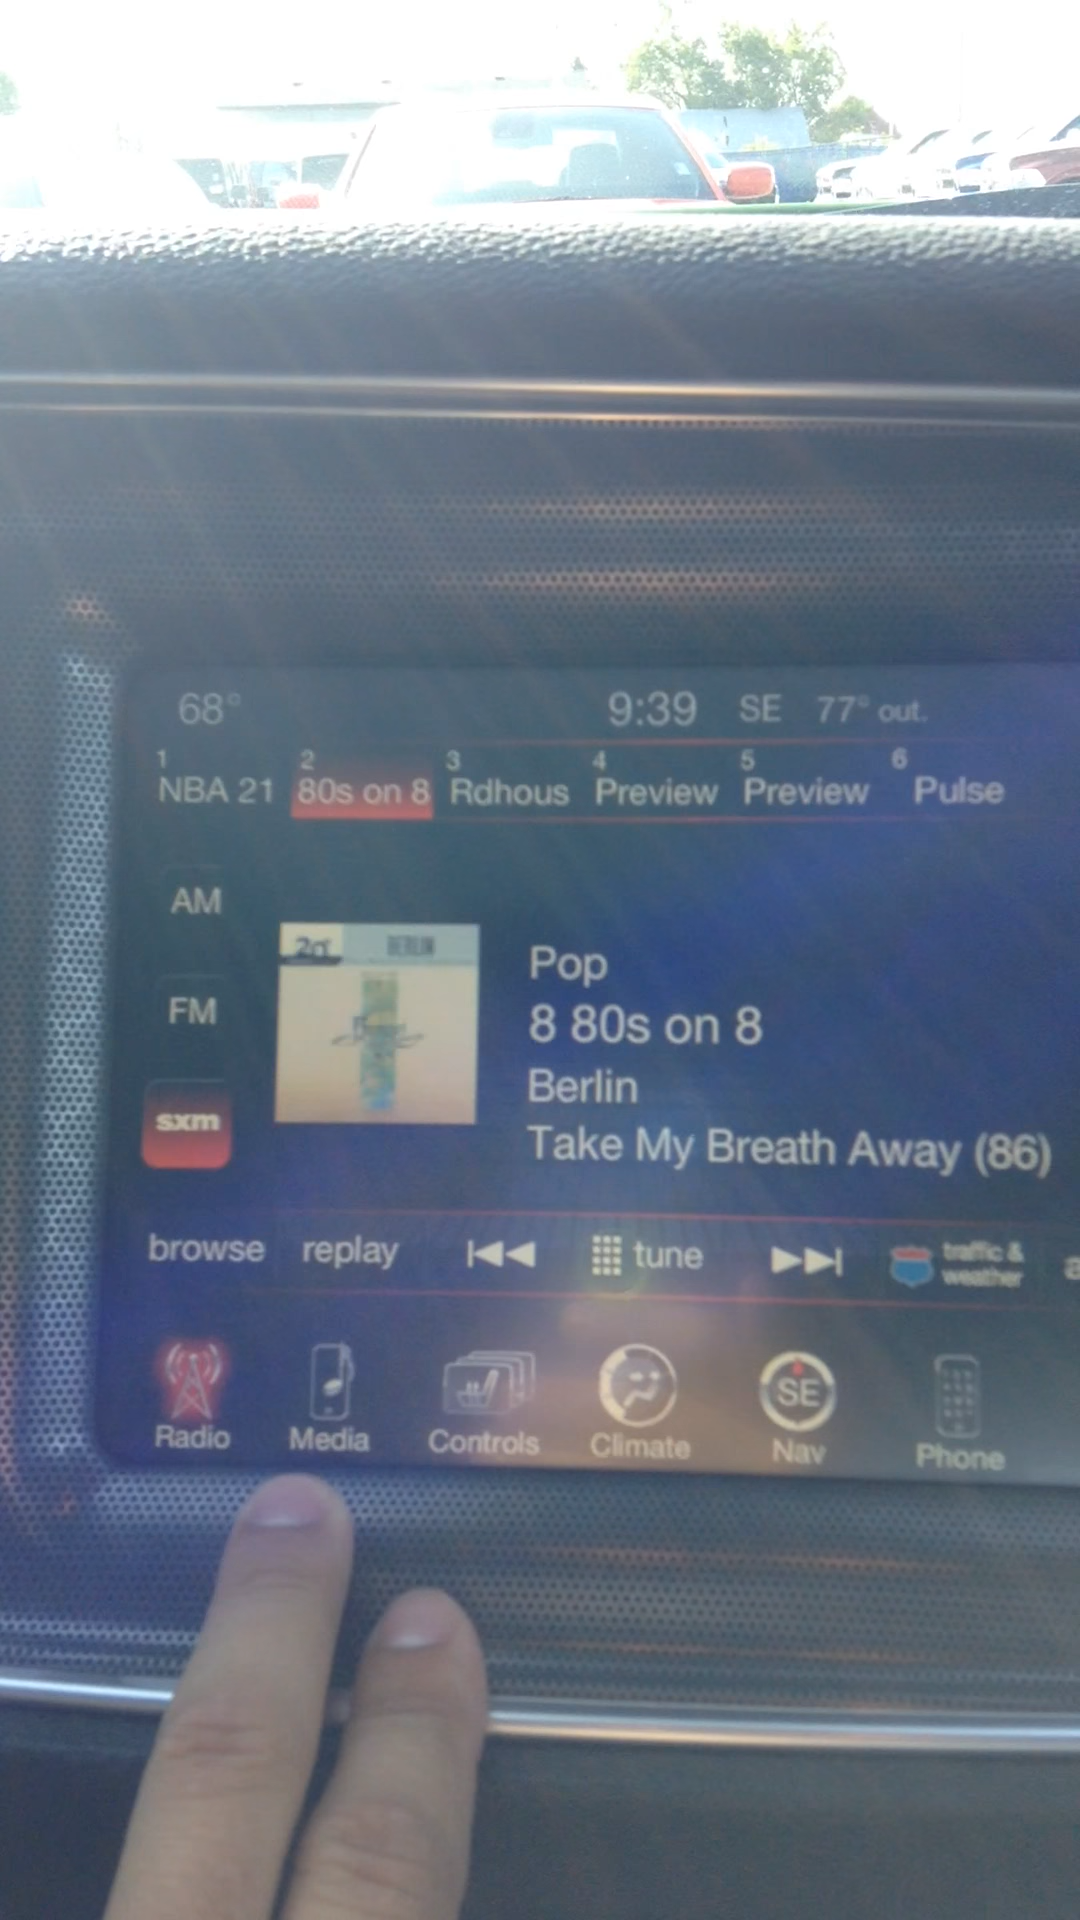 68° 9:39 SE 77° out.
1 2 3 4 5 6
NBA 21 80s on 8 Rdhous Preview Preview Pulse
AM
FM
sxm
BERLIN
Pop
8 80s on 8
Berlin
Take My Breath Away (86)
browse replay tune traffic &
weather
SE
Radio Media Controls Climate Nav Phone